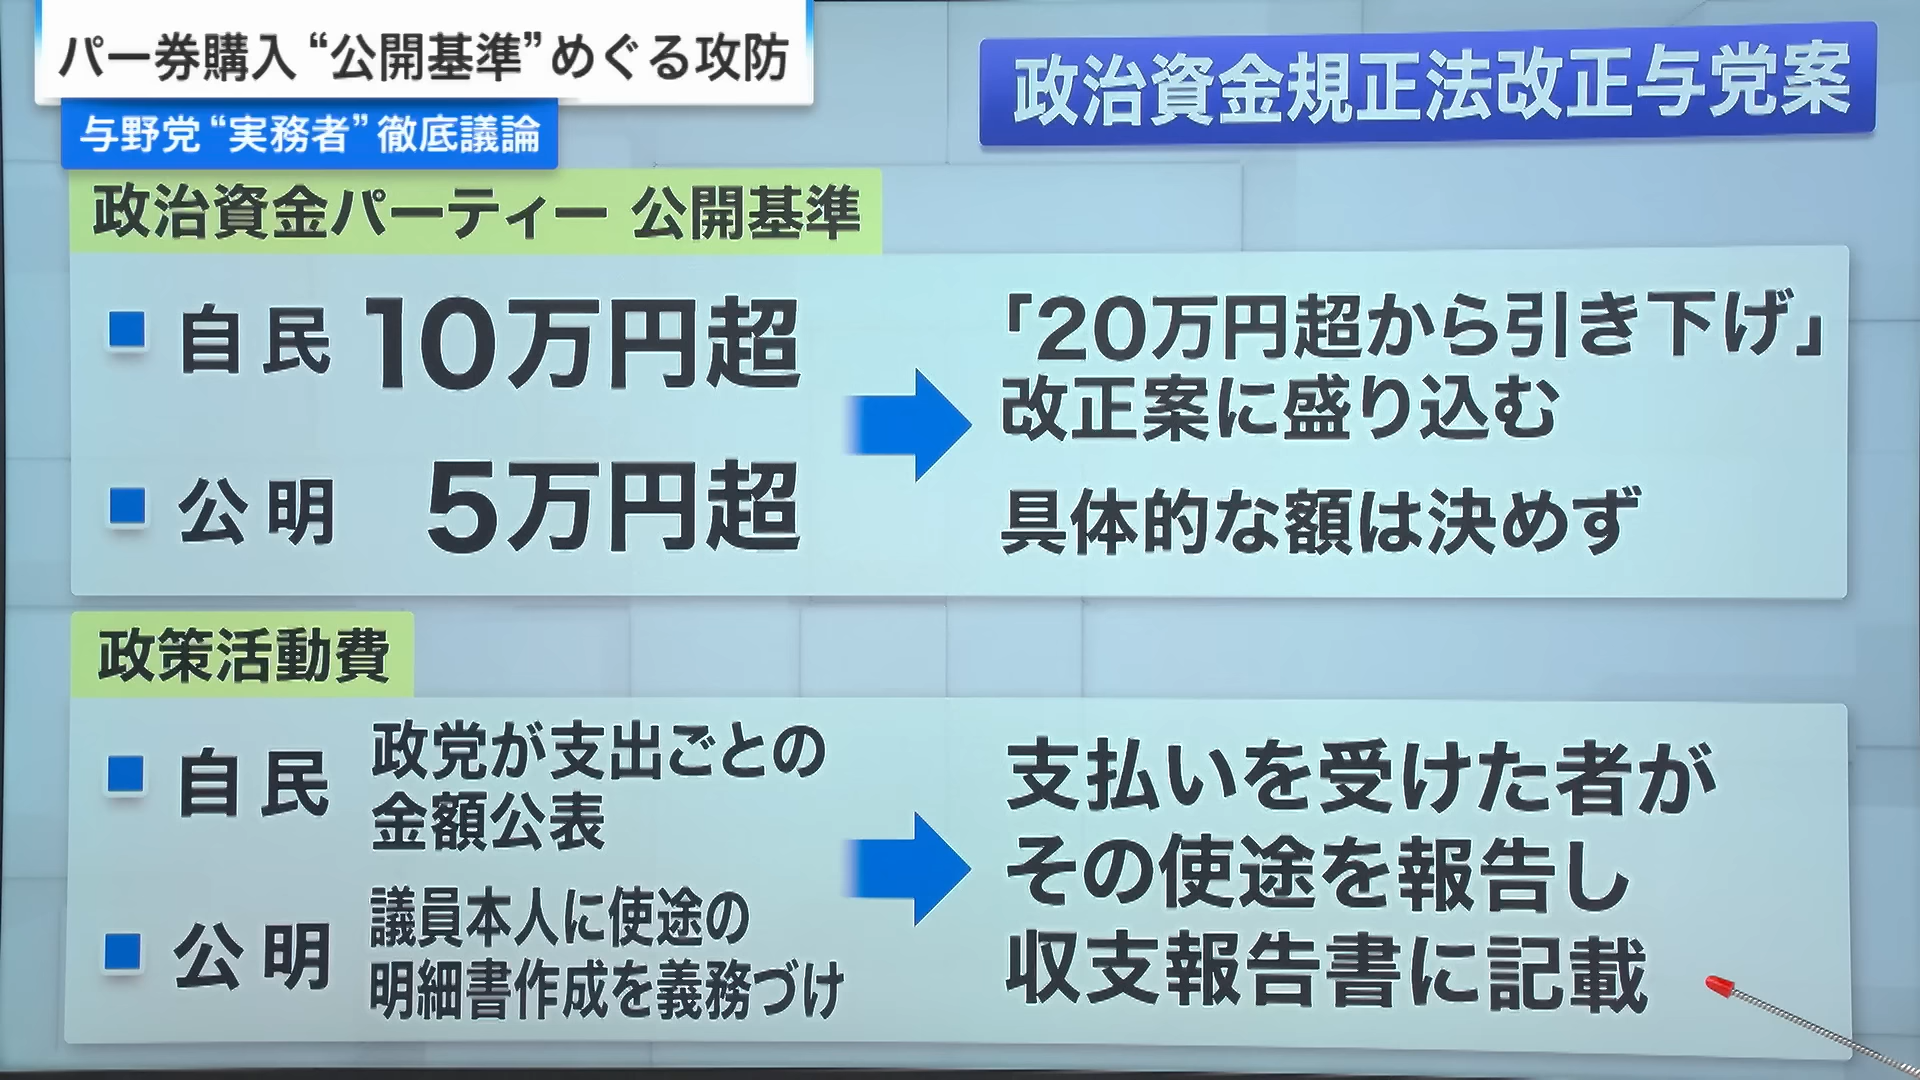 パー券購入“公開基準”めぐる攻防
与野党“実務者”徹底議論
政治資金規正法改正与党案
政治資金パーティー 公開基準
■ 自民 10万円超
■ 公明 5万円超
「20万円超から引き下げ」
改正案に盛り込む
具体的な額は決めず
政策活動費
■ 自民 政党が支出ごとの
金額公表
■ 公明 議員本人に使途の
明細書作成を義務づけ
支払いを受けた者が
その使途を報告し
収支報告書に記載